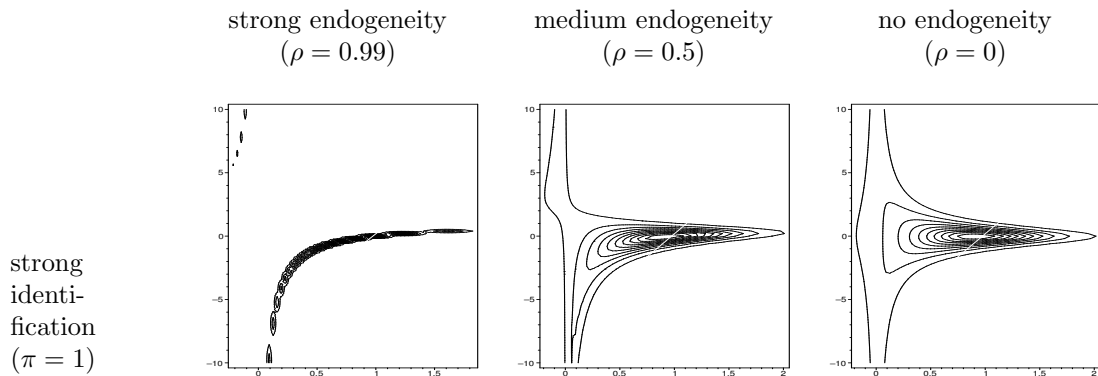 strong endogeneity
(ρ = 0.99)
medium endogeneity
(ρ = 0.5)
no endogeneity
(ρ = 0)
strong
identi-
fication
(π = 1)
10
5
0
−5
−10
0 0.5 1 1.5
10
5
0
−5
−10
0 0.5 1 1.5 2
10
5
0
−5
−10
0 0.5 1 1.5 2